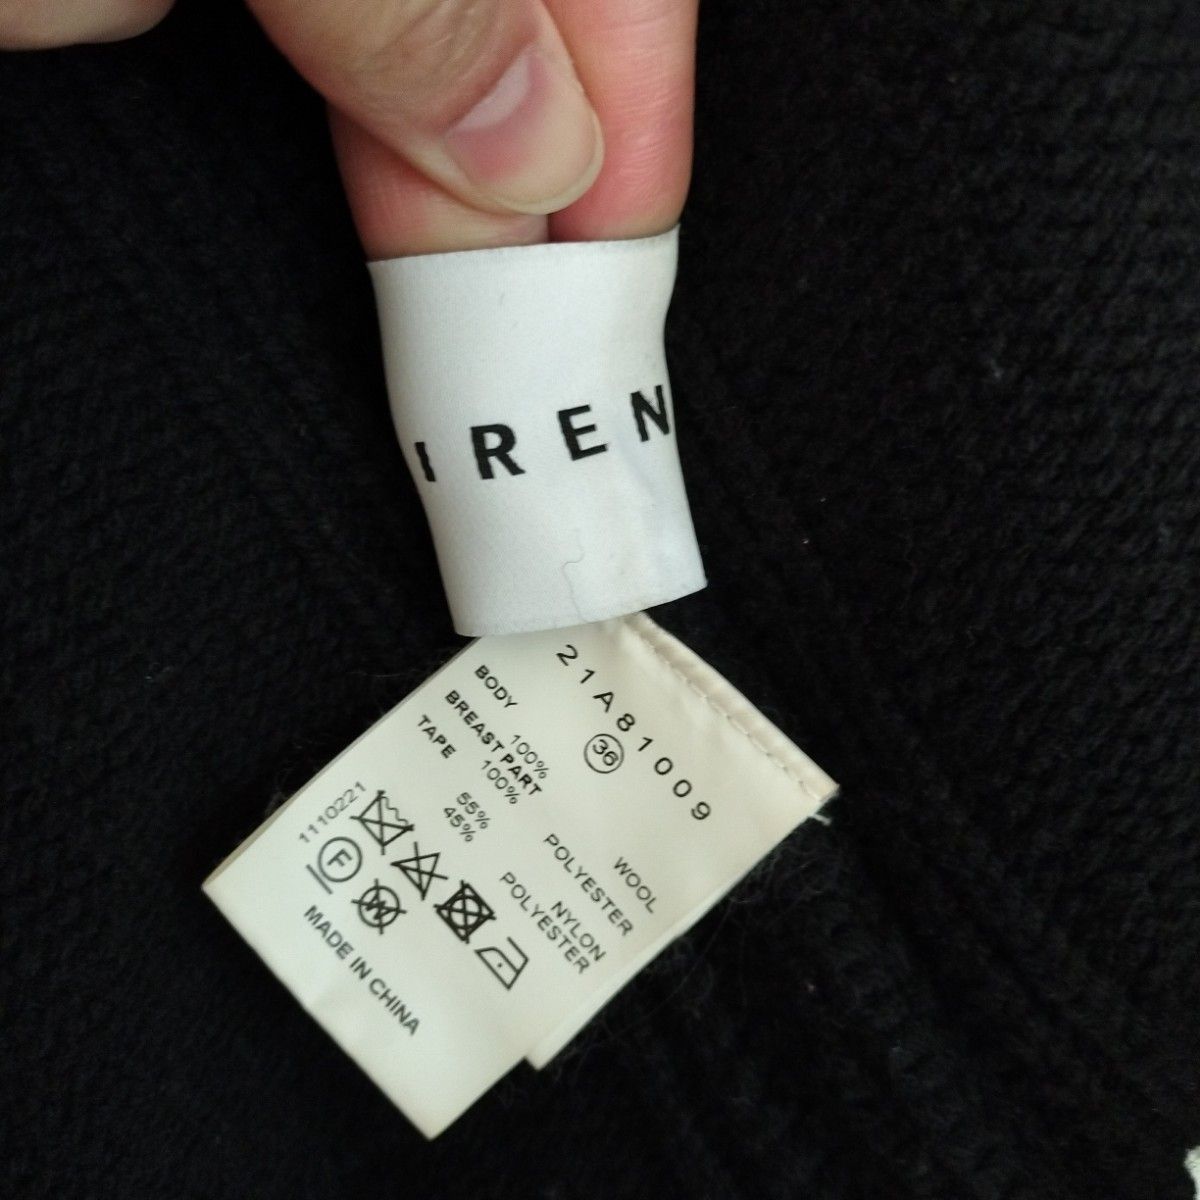 IREN
21A81009
36
BODY
100% WOOL
BREAST PART
100% POLYESTER
TAPE
55% NYLON
45% POLYESTER
1110221
F
W
MADE IN CHINA